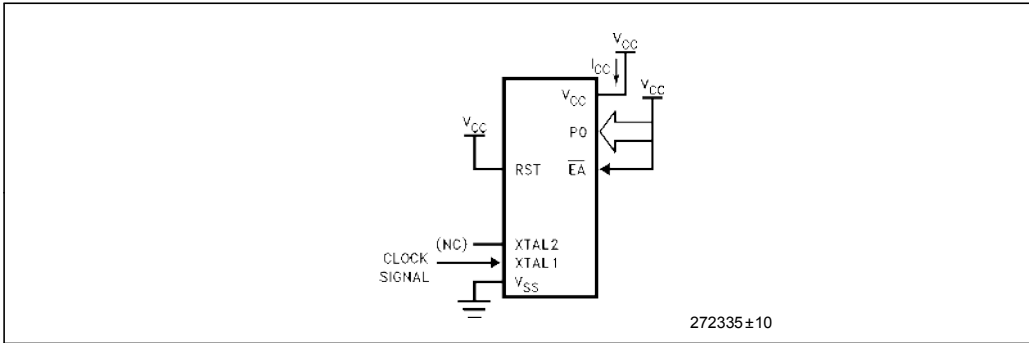 VCC
ICC
VCC
VCC
P0
VCC
RST
EA
(NC)
XTAL2
CLOCK
SIGNAL
XTAL1
VSS
272335±10